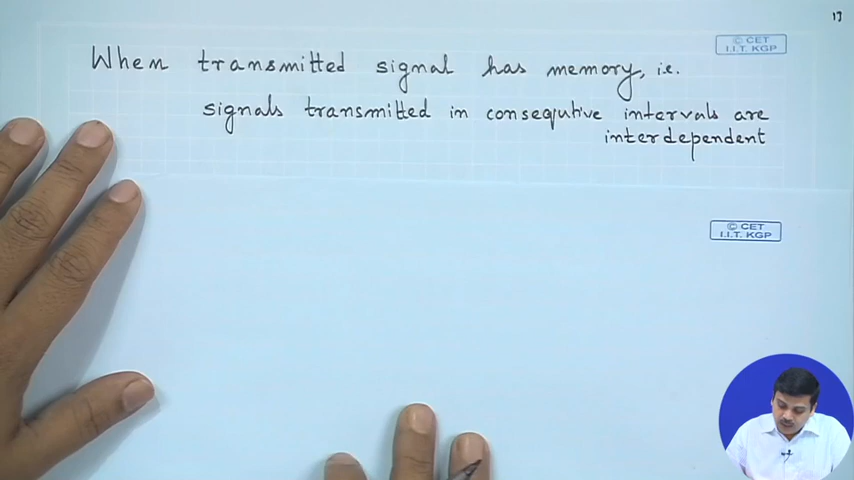 17
© CET
I.I.T. KGP
When transmitted signal has memory, i.e.
signals transmitted in consequtive intervals are
interdependent
© CET
I.I.T. KGP